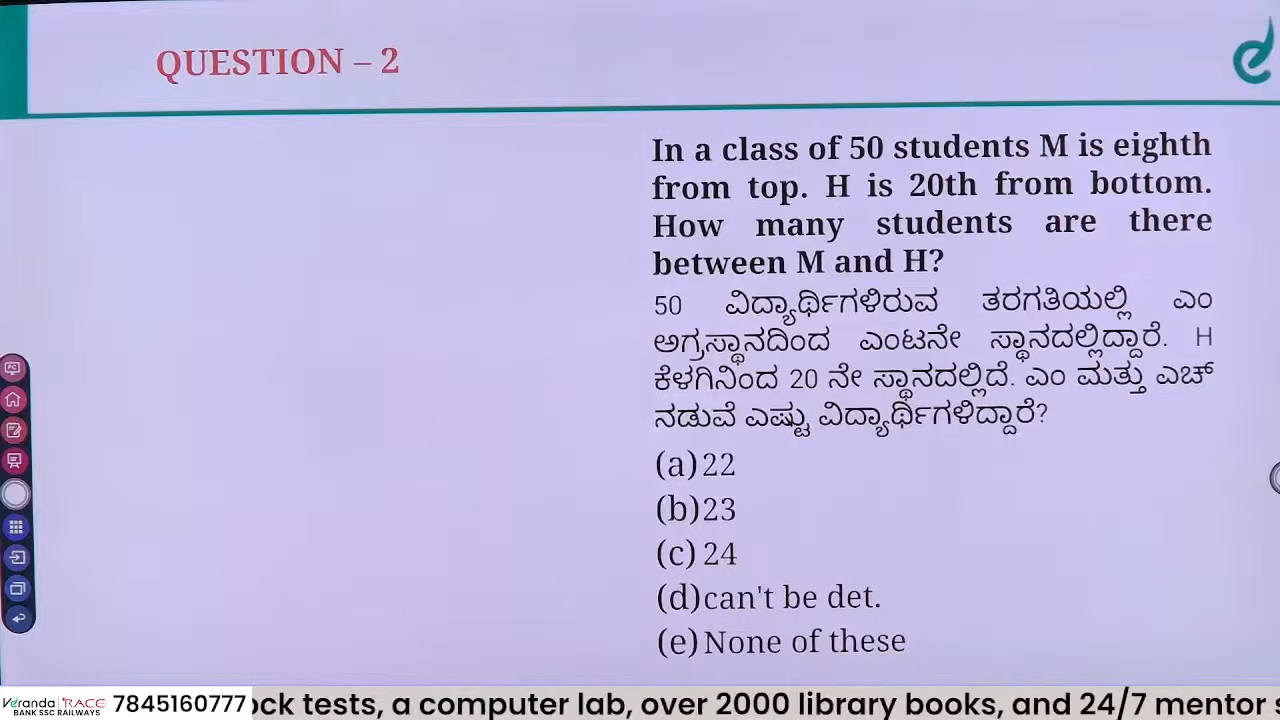 QUESTION – 2
In a class of 50 students M is eighth
from top. H is 20th from bottom.
How many students are there
between M and H?
50 ವಿದ್ಯಾರ್ಥಿಗಳಿರುವ ತರಗತಿಯಲ್ಲಿ ಎಂ
ಅಗ್ರಸ್ಥಾನದಿಂದ ಎಂಟನೇ ಸ್ಥಾನದಲ್ಲಿದ್ದಾರೆ. H
ಕೆಳಗಿನಿಂದ 20 ನೇ ಸ್ಥಾನದಲ್ಲಿದೆ. ಎಂ ಮತ್ತು ಎಚ್
ನಡುವೆ ಎಷ್ಟು ವಿದ್ಯಾರ್ಥಿಗಳಿದ್ದಾರೆ?
(a) 22
(b) 23
(c) 24
(d) can't be det.
(e) None of these
Veranda RACE
BANK SSC RAILWAYS
7845160777 ock tests, a computer lab, over 2000 library books, and 24/7 mentor s